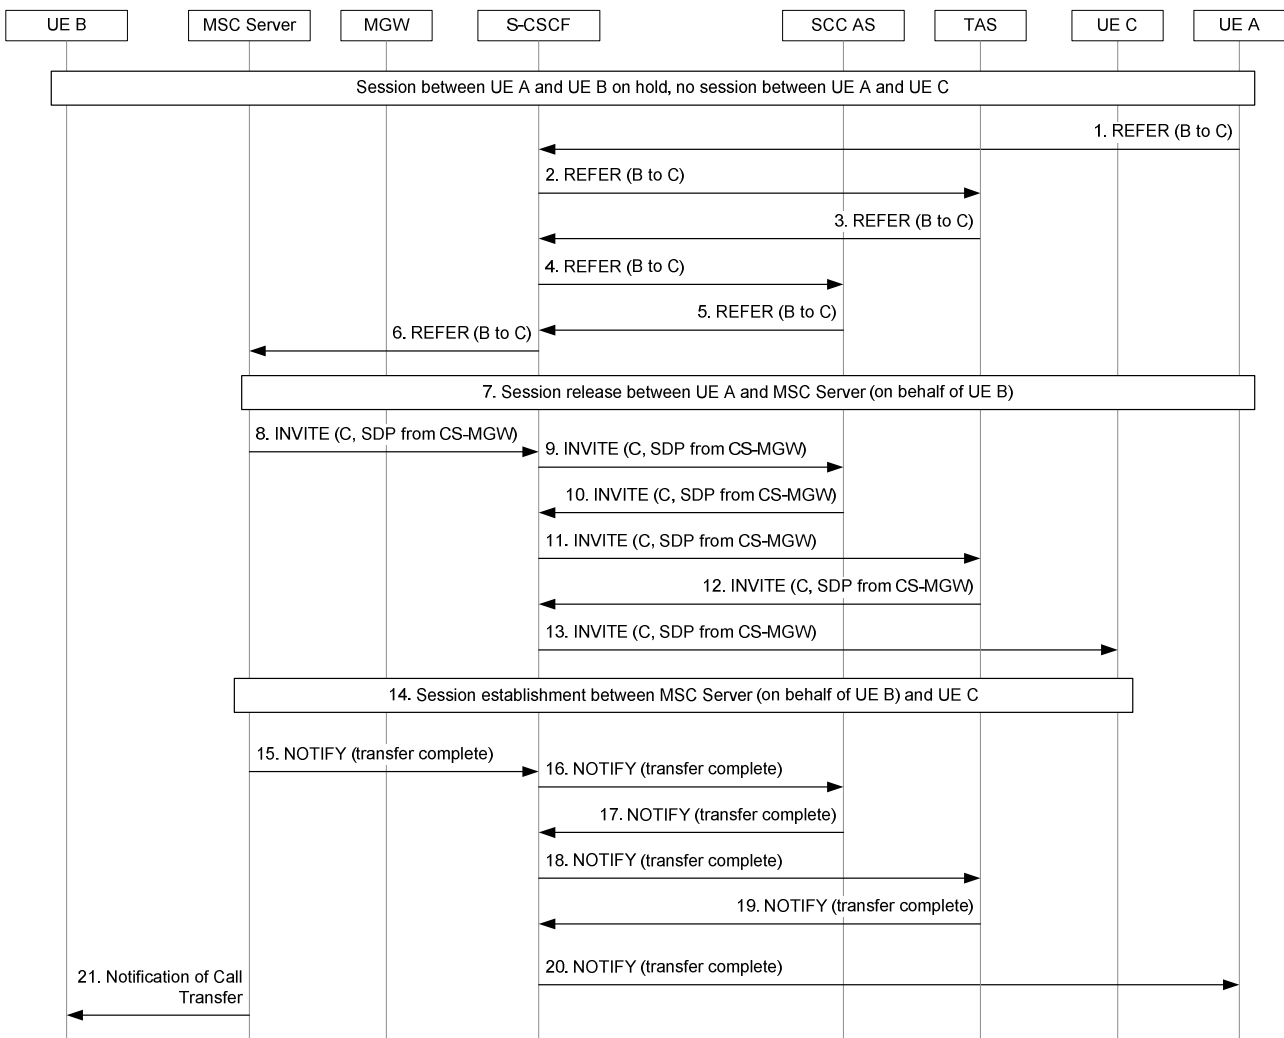 UE B
MSC Server
MGW
S-CSCF
SCC AS
TAS
UE C
UE A
Session between UE A and UE B on hold, no session between UE A and UE C
1. REFER (B to C)
2. REFER (B to C)
3. REFER (B to C)
4. REFER (B to C)
5. REFER (B to C)
6. REFER (B to C)
7. Session release between UE A and MSC Server (on behalf of UE B)
8. INVITE (C, SDP from CS-MGW)
9. INVITE (C, SDP from CS-MGW)
10. INVITE (C, SDP from CS-MGW)
11. INVITE (C, SDP from CS-MGW)
12. INVITE (C, SDP from CS-MGW)
13. INVITE (C, SDP from CS-MGW)
14. Session establishment between MSC Server (on behalf of UE B) and UE C
15. NOTIFY (transfer complete)
16. NOTIFY (transfer complete)
17. NOTIFY (transfer complete)
18. NOTIFY (transfer complete)
19. NOTIFY (transfer complete)
20. NOTIFY (transfer complete)
21. Notification of Call
Transfer